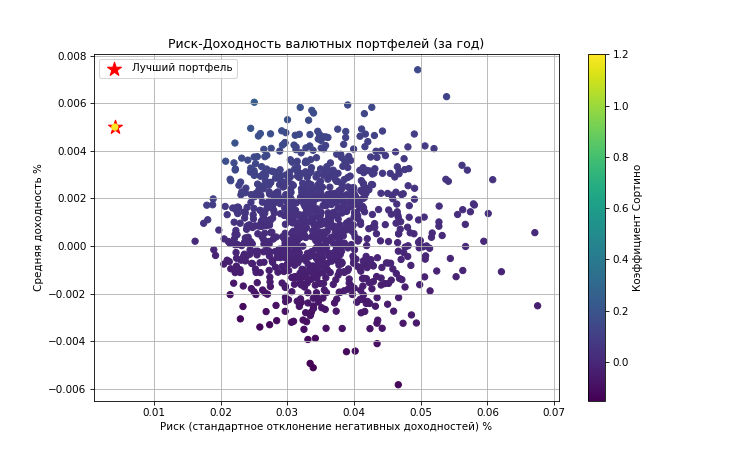 Риск-Доходность валютных портфелей (за год)
Лучший портфель
Средняя доходность %
0.008
0.006
0.004
0.002
0.000
−0.002
−0.004
−0.006
0.01 0.02 0.03 0.04 0.05 0.06 0.07
Риск (стандартное отклонение негативных доходностей) %
1.2
1.0
0.8
0.6
0.4
0.2
0.0
Коэффициент Сортино